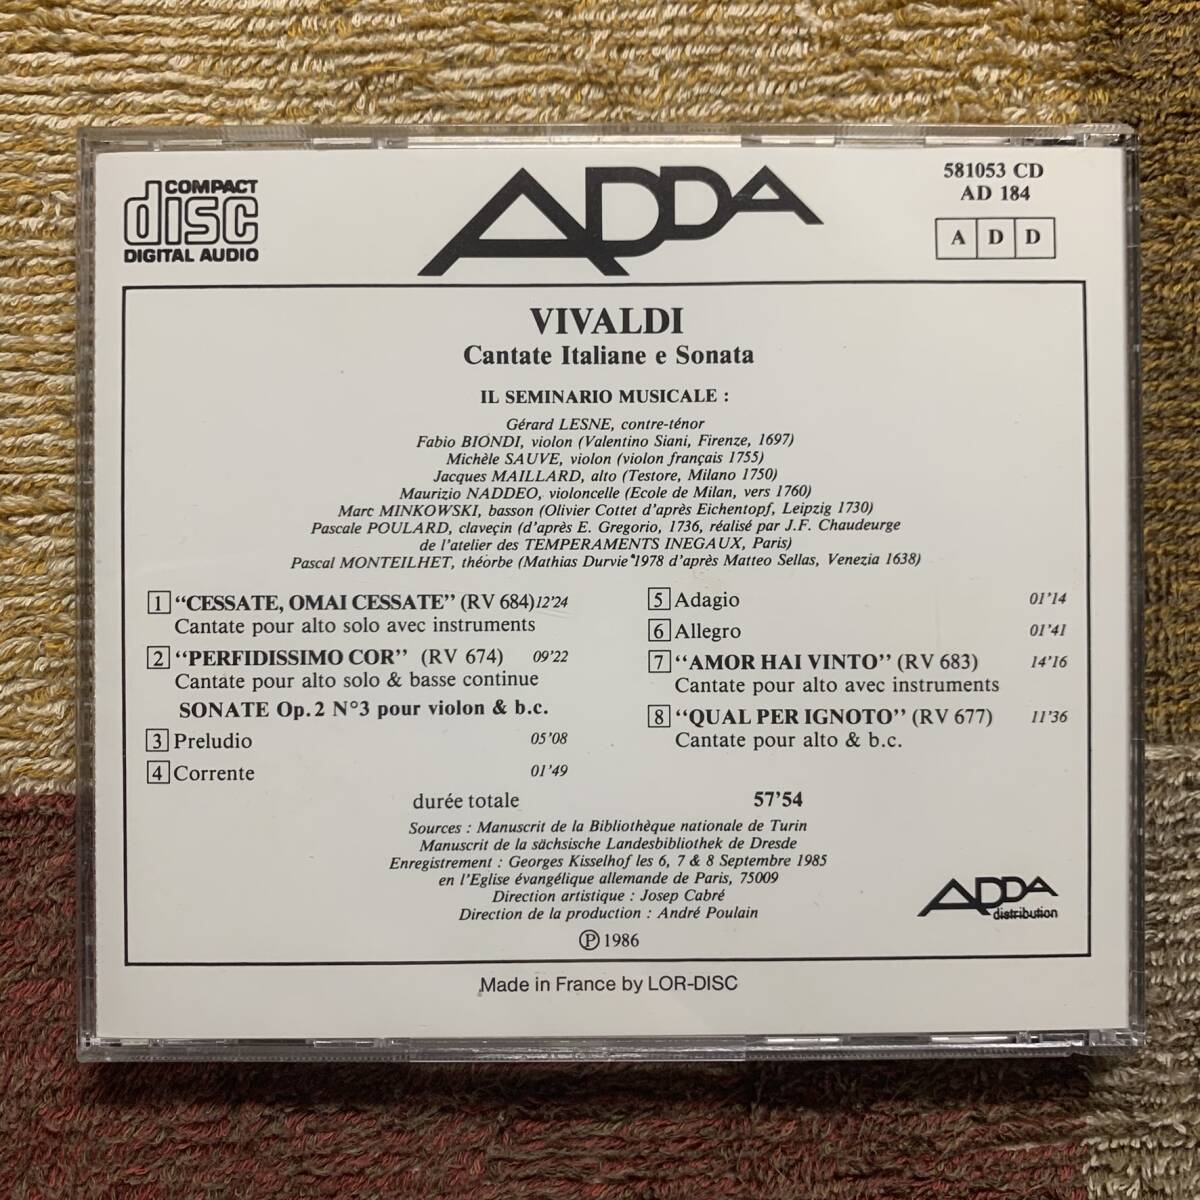 COMPACT
disc
DIGITAL AUDIO
ADDA
581053 CD
AD 184
A D D
VIVALDI
Cantate Italiane e Sonata
IL SEMINARIO MUSICALE :
Gérard LESNE, contre-ténor
Fabio BIONDI, violon (Valentino Siani, Firenze, 1697)
Michèle SAUVE, violon (violon français 1755)
Jacques MAILLARD, alto (Testore, Milano 1750)
Maurizio NADDEO, violoncelle (Ecole de Milan, vers 1760)
Marc MINKOWSKI, basson (Olivier Cottet d'après Eichentopf, Leipzig 1730)
Pascale POULARD, claveçin (d'après E. Gregorio, 1736, réalisé par J.F. Chaudeurge
de l'atelier des TEMPERAMENTS INEGAUX, Paris)
Pascal MONTEILHET, théorbe (Mathias Durvie 1978 d'après Matteo Sellas, Venezia 1638)
1 "CESSATE, OMAI CESSATE" (RV 684) 12'24
Cantate pour alto solo avec instruments
2 "PERFIDISSIMO COR" (RV 674) 09'22
Cantate pour alto solo & basse continue
SONATE Op. 2 N°3 pour violon & b.c.
3 Preludio 05'08
4 Corrente 01'49
5 Adagio 01'14
6 Allegro 01'41
7 "AMOR HAI VINTO" (RV 683) 14'16
Cantate pour alto avec instruments
8 "QUAL PER IGNOTO" (RV 677) 11'36
Cantate pour alto & b.c.
durée totale 57'54
Sources : Manuscrit de la Bibliothèque nationale de Turin
Manuscrit de la sächsische Landesbibliothek de Dresde
Enregistrement : Georges Kisselhof les 6, 7 & 8 Septembre 1985
en l'Eglise évangélique allemande de Paris, 75009
Direction artistique : Josep Cabré
Direction de la production : André Poulain
Ⓟ 1986
ADDA
distribution
Made in France by LOR-DISC